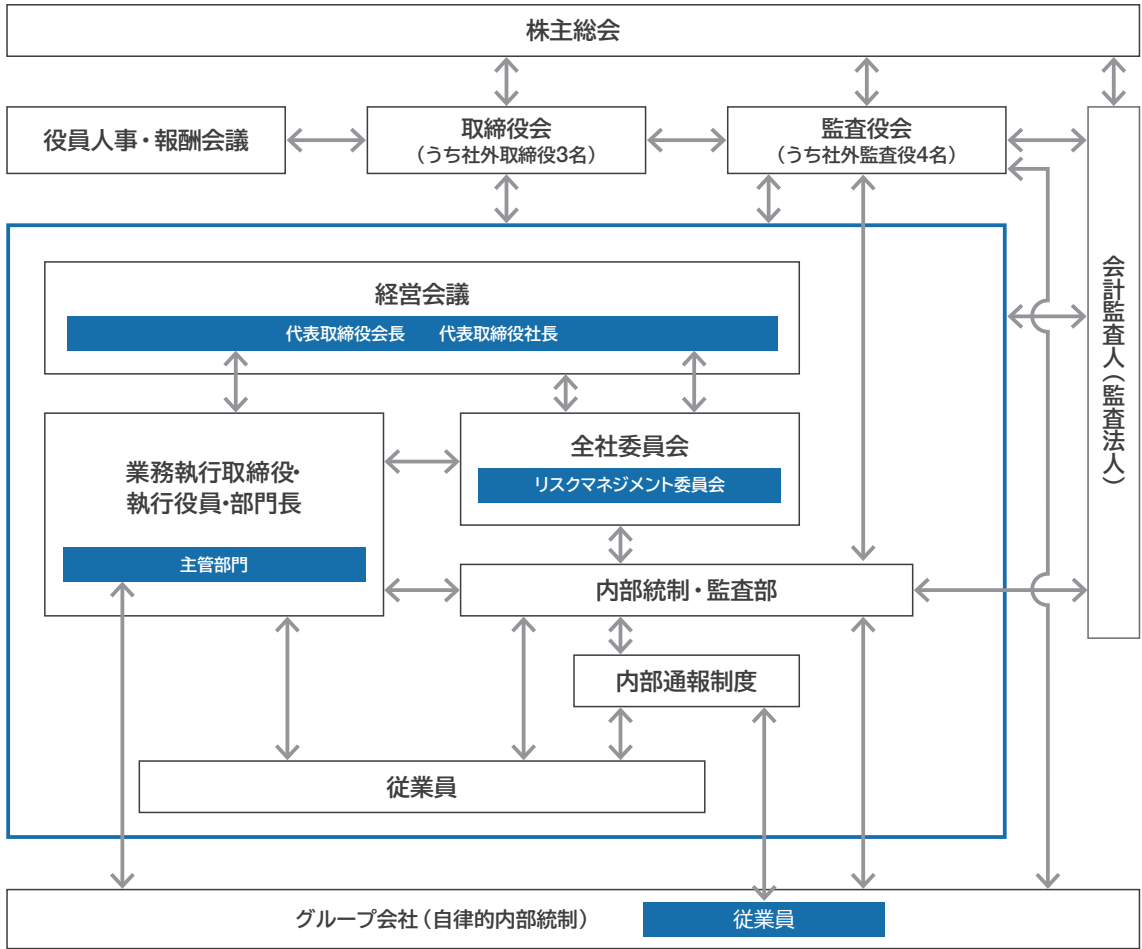 株主総会
役員人事・報酬会議
取締役会
(うち社外取締役3名)
監査役会
(うち社外監査役4名)
会計監査人(監査法人)
経営会議
代表取締役会長 代表取締役社長
業務執行取締役・
執行役員・部門長
主管部門
全社委員会
リスクマネジメント委員会
内部統制・監査部
内部通報制度
従業員
グループ会社(自律的内部統制)
従業員